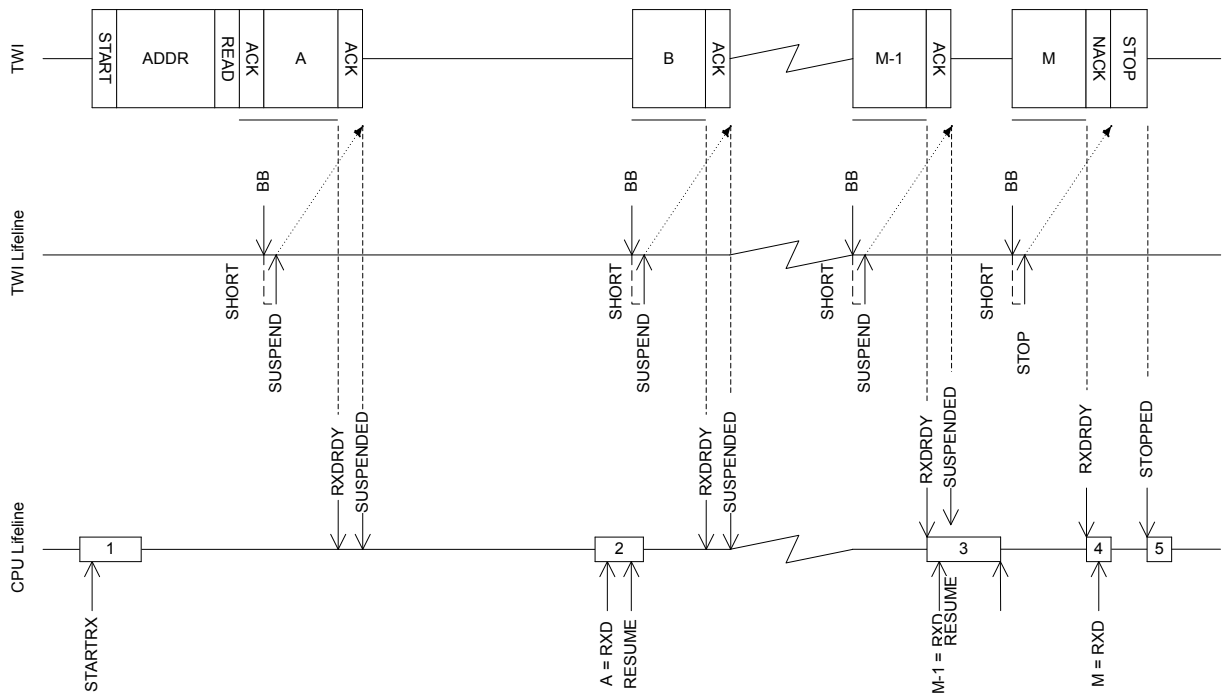 TWI
START
ADDR
READ
ACK
A
ACK
B
ACK
M-1
ACK
M
NACK
STOP
TWI Lifeline
BB
SHORT
SUSPEND
BB
SHORT
SUSPEND
BB
SHORT
SUSPEND
BB
SHORT
STOP
RXDRDY
SUSPENDED
RXDRDY
SUSPENDED
RXDRDY
SUSPENDED
RXDRDY
STOPPED
CPU Lifeline
1
2
3
4
5
STARTRX
A = RXD
RESUME
M-1 = RXD
RESUME
M = RXD